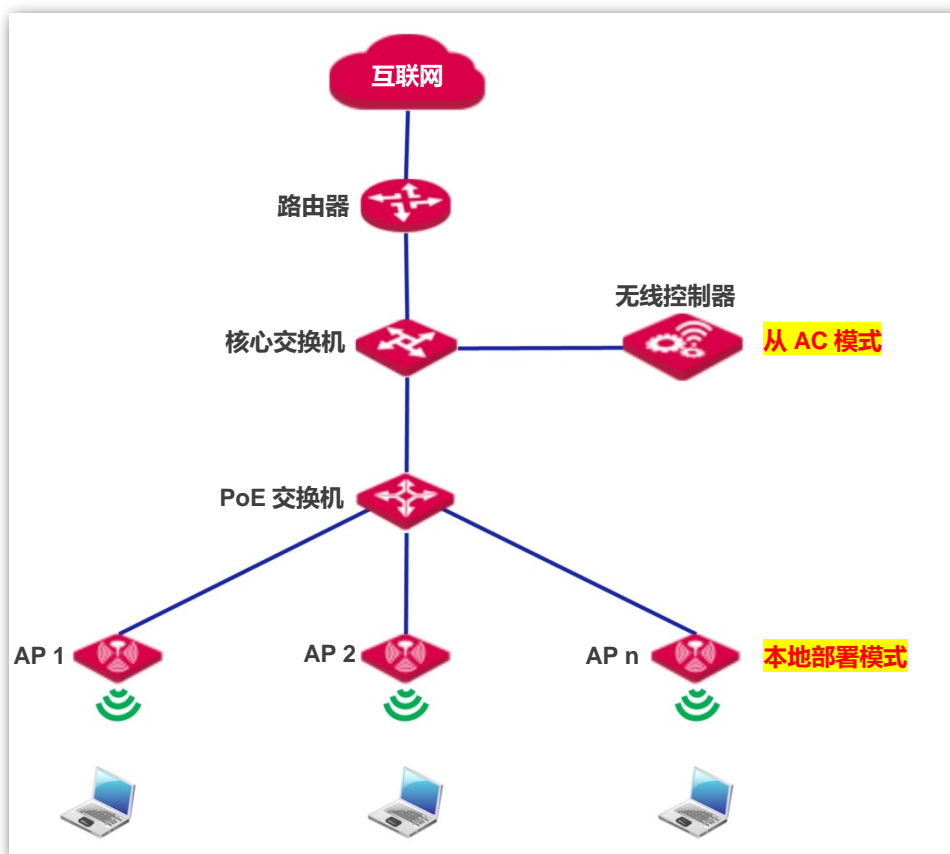 互联网
路由器
无线控制器
核心交换机
从 AC 模式
PoE 交换机
AP 1
AP 2
AP n
本地部署模式